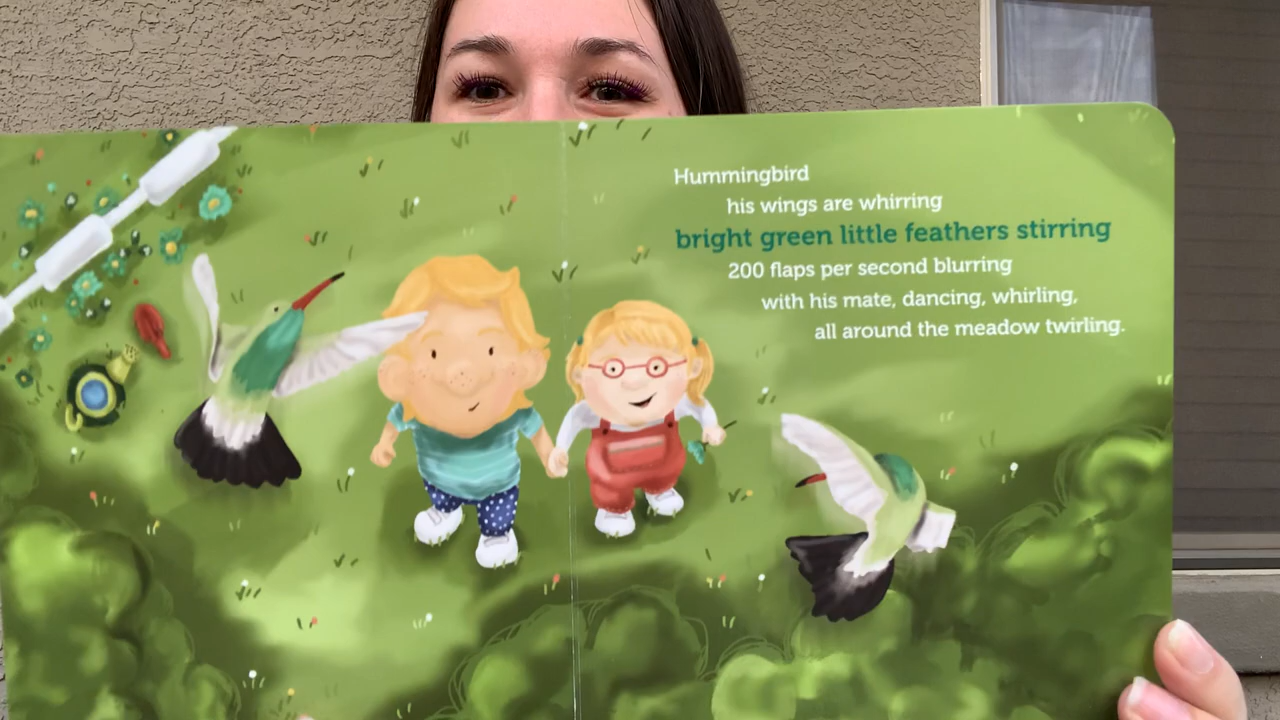 Hummingbird
his wings are whirring
bright green little feathers stirring
200 flaps per second blurring
with his mate, dancing, whirling,
all around the meadow twirling.